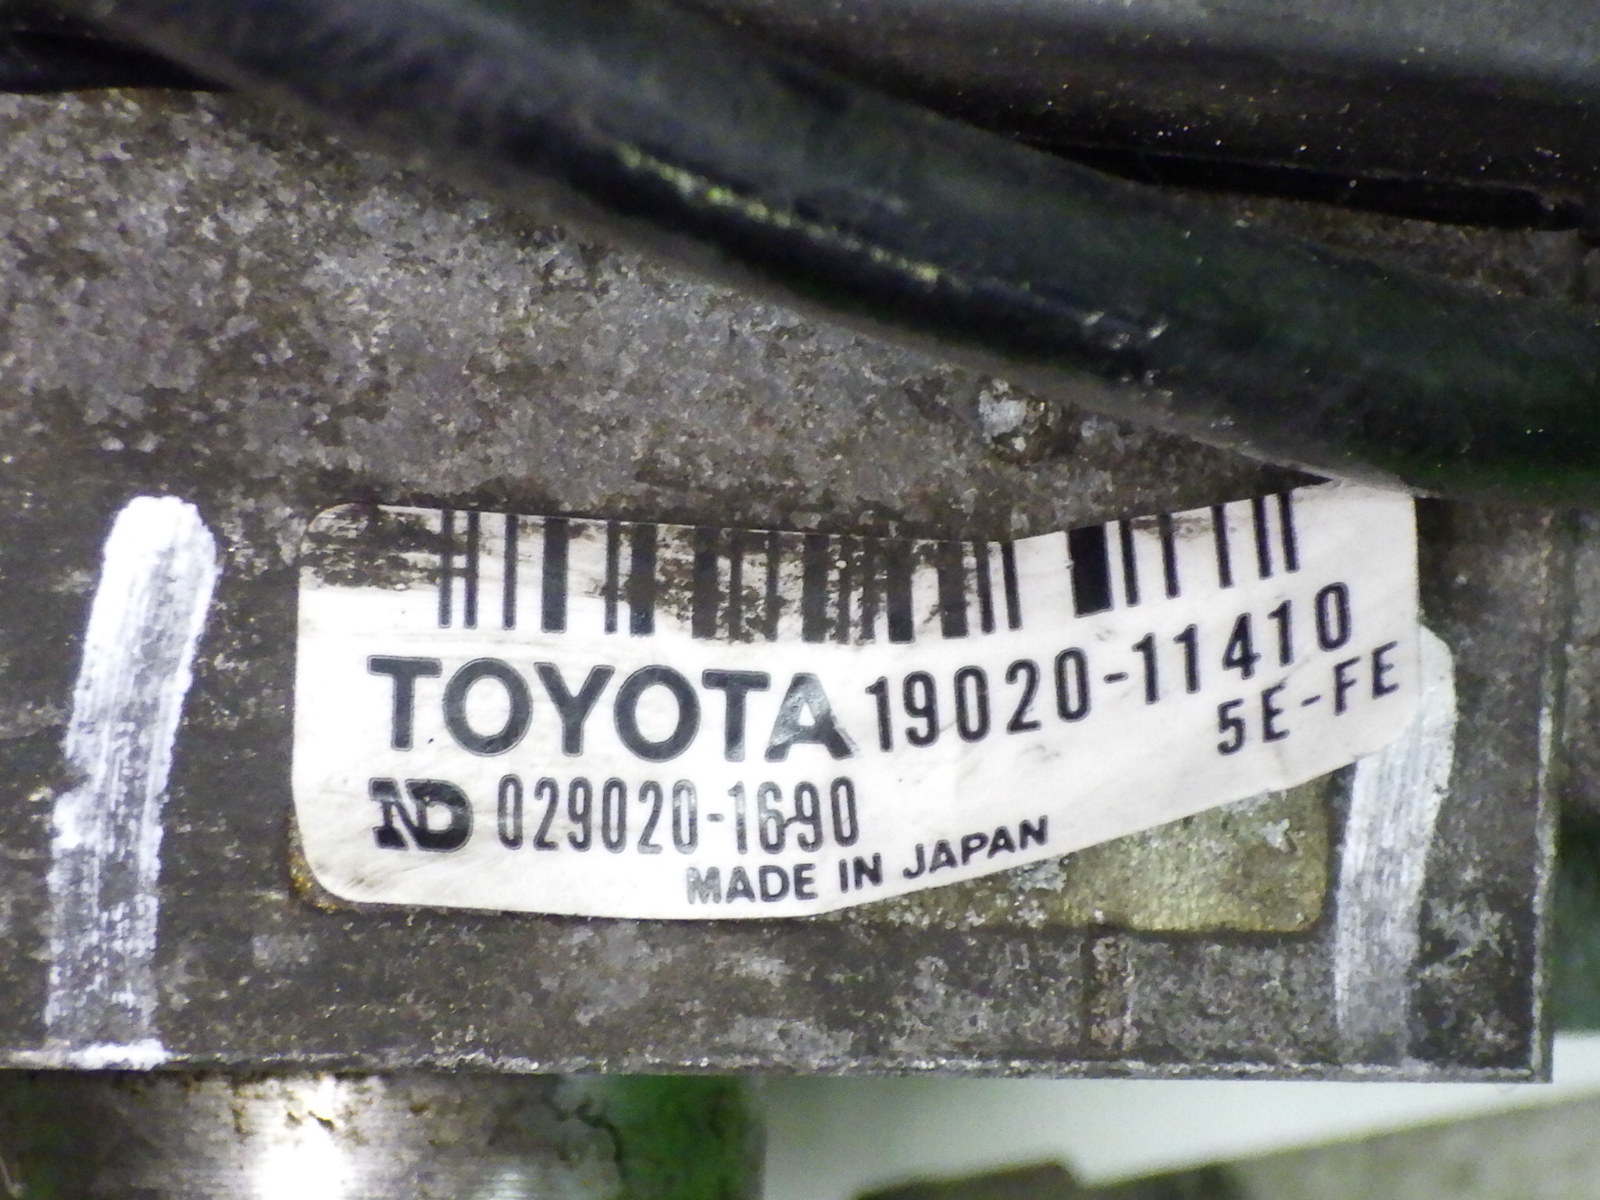 TOYOTA 19020-11410
5E-FE
ND 029020-1690
MADE IN JAPAN